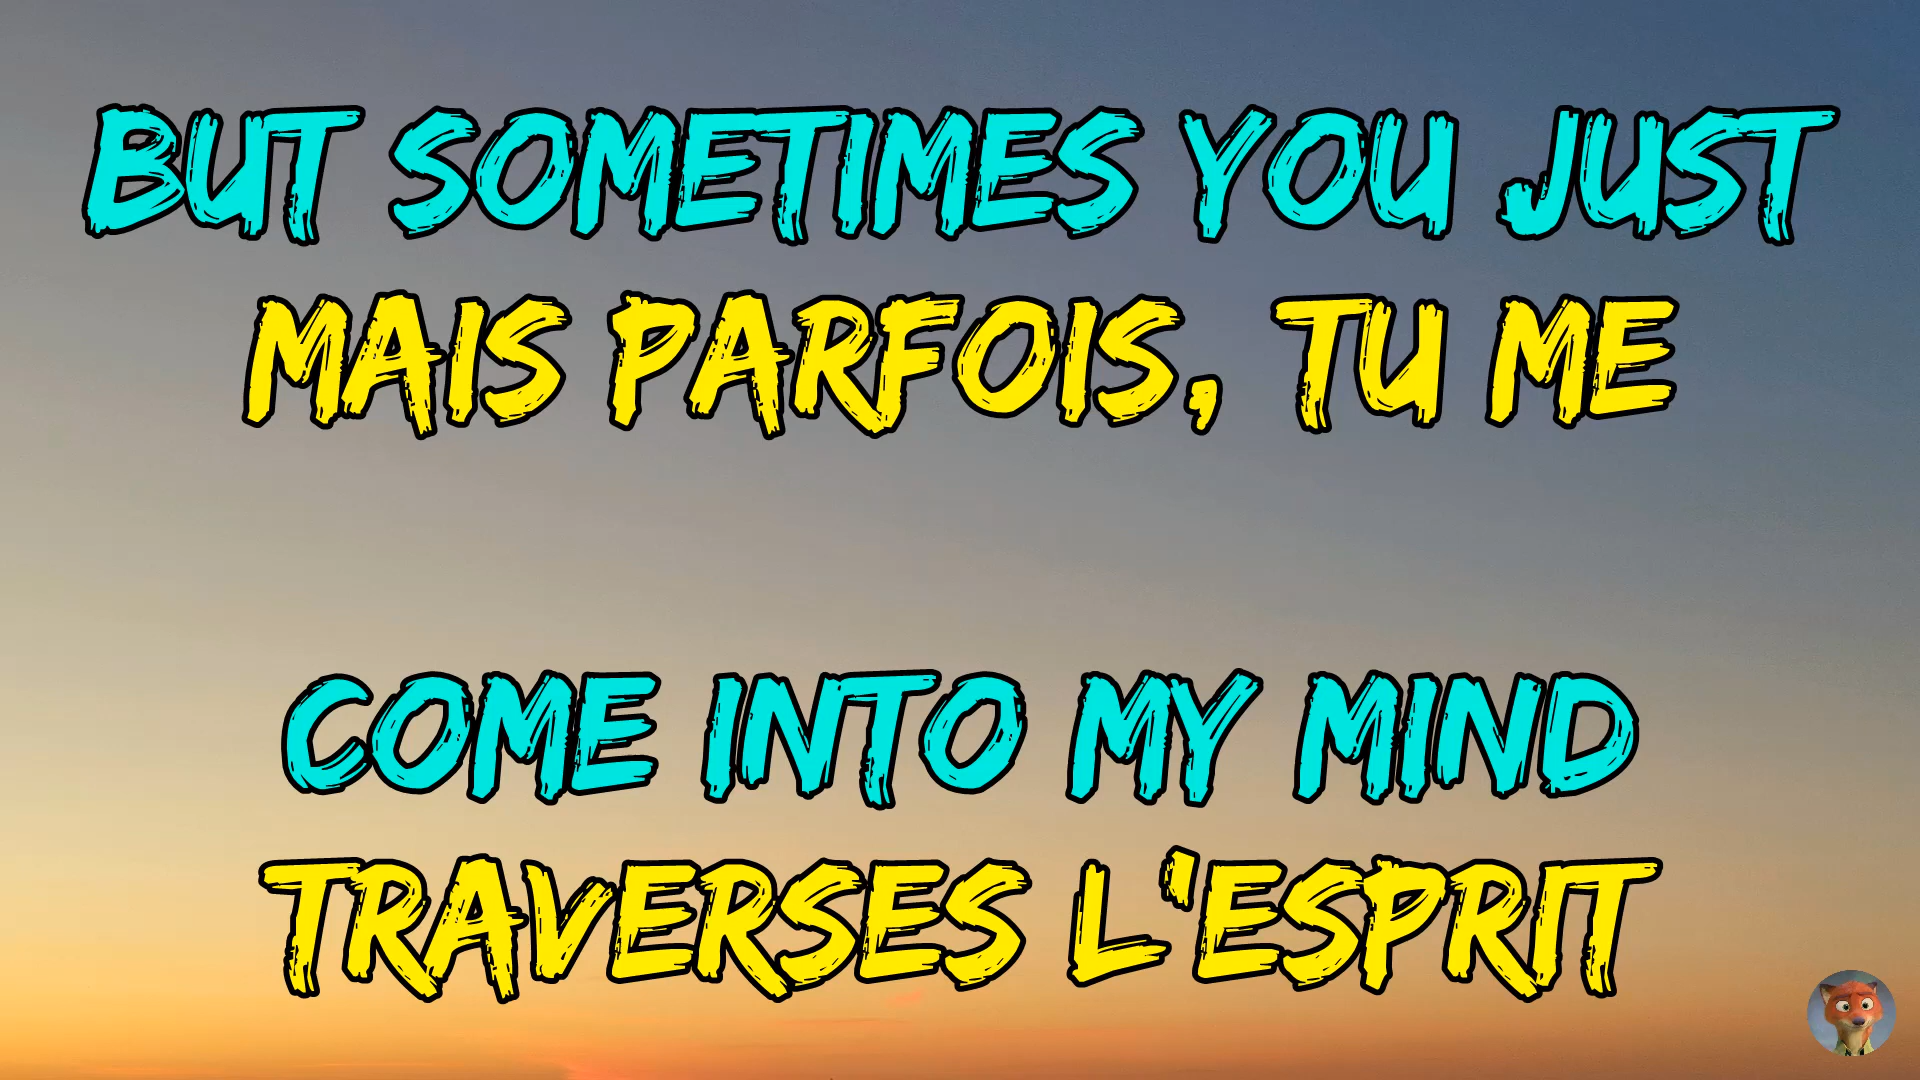 BUT SOMETIMES YOU JUST
MAIS PARFOIS, TU ME
COME INTO MY MIND
TRAVERSES L'ESPRIT